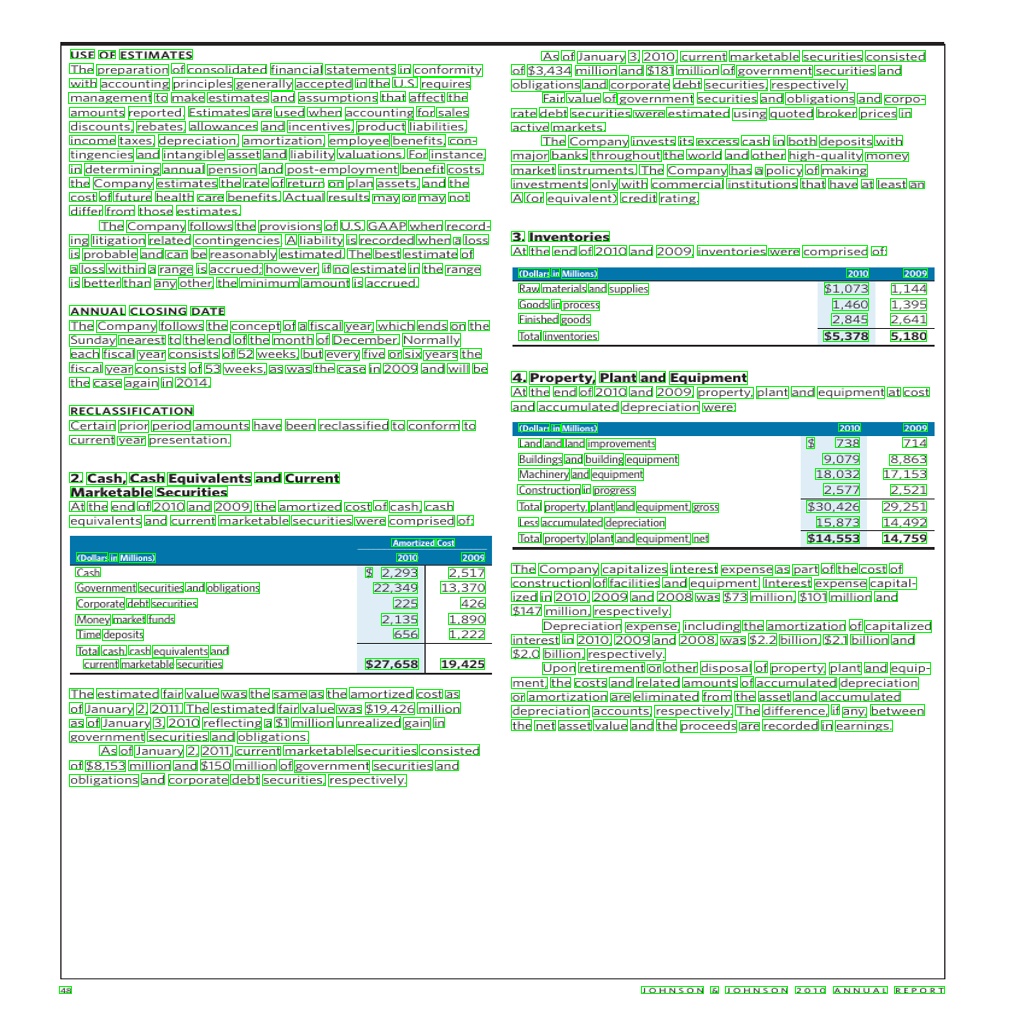 USE OF ESTIMATES
The preparation of consolidated financial statements in conformity
with accounting principles generally accepted in the U.S. requires
management to make estimates and assumptions that affect the
amounts reported. Estimates are used when accounting for sales
discounts, rebates, allowances and incentives, product liabilities,
income taxes, depreciation, amortization, employee benefits, con-
tingencies and intangible asset and liability valuations. For instance,
in determining annual pension and post-employment benefit costs,
the Company estimates the rate of return on plan assets, and the
cost of future health care benefits. Actual results may or may not
differ from those estimates.
The Company follows the provisions of U.S. GAAP when record-
ing litigation related contingencies. A liability is recorded when a loss
is probable and can be reasonably estimated. The best estimate of
a loss within a range is accrued; however, if no estimate in the range
is better than any other, the minimum amount is accrued.
ANNUAL CLOSING DATE
The Company follows the concept of a fiscal year, which ends on the
Sunday nearest to the end of the month of December. Normally
each fiscal year consists of 52 weeks, but every five or six years the
fiscal year consists of 53 weeks, as was the case in 2009 and will be
the case again in 2014.
RECLASSIFICATION
Certain prior period amounts have been reclassified to conform to
current year presentation.
2. Cash, Cash Equivalents and Current
Marketable Securities
At the end of 2010 and 2009, the amortized cost of cash, cash
equivalents and current marketable securities were comprised of:
Amortized Cost
(Dollars in Millions) 2010 2009
Cash $ 2,293 2,517
Government securities and obligations 22,349 13,370
Corporate debt securities 225 426
Money market funds 2,135 1,890
Time deposits 656 1,222
Total cash, cash equivalents and
current marketable securities $27,658 19,425
The estimated fair value was the same as the amortized cost as
of January 2, 2011. The estimated fair value was $19,426 million
as of January 3, 2010 reflecting a $1 million unrealized gain in
government securities and obligations.
As of January 2, 2011, current marketable securities consisted
of $8,153 million and $150 million of government securities and
obligations and corporate debt securities, respectively.
As of January 3, 2010, current marketable securities consisted
of $3,434 million and $181 million of government securities and
obligations and corporate debt securities, respectively.
Fair value of government securities and obligations and corpo-
rate debt securities were estimated using quoted broker prices in
active markets.
The Company invests its excess cash in both deposits with
major banks throughout the world and other high-quality money
market instruments. The Company has a policy of making
investments only with commercial institutions that have at least an
A (or equivalent) credit rating.
3. Inventories
At the end of 2010 and 2009, inventories were comprised of:
(Dollars in Millions) 2010 2009
Raw materials and supplies $1,073 1,144
Goods in process 1,460 1,395
Finished goods 2,845 2,641
Total inventories $5,378 5,180
4. Property, Plant and Equipment
At the end of 2010 and 2009, property, plant and equipment at cost
and accumulated depreciation were:
(Dollars in Millions) 2010 2009
Land and land improvements $ 738 714
Buildings and building equipment 9,079 8,863
Machinery and equipment 18,032 17,153
Construction in progress 2,577 2,521
Total property, plant and equipment, gross $30,426 29,251
Less accumulated depreciation 15,873 14,492
Total property, plant and equipment, net $14,553 14,759
The Company capitalizes interest expense as part of the cost of
construction of facilities and equipment. Interest expense capital-
ized in 2010, 2009 and 2008 was $73 million, $101 million and
$147 million, respectively.
Depreciation expense, including the amortization of capitalized
interest in 2010, 2009 and 2008, was $2.2 billion, $2.1 billion and
$2.0 billion, respectively.
Upon retirement or other disposal of property, plant and equip-
ment, the costs and related amounts of accumulated depreciation
or amortization are eliminated from the asset and accumulated
depreciation accounts, respectively. The difference, if any, between
the net asset value and the proceeds are recorded in earnings.
48 JOHNSON & JOHNSON 2010 ANNUAL REPORT